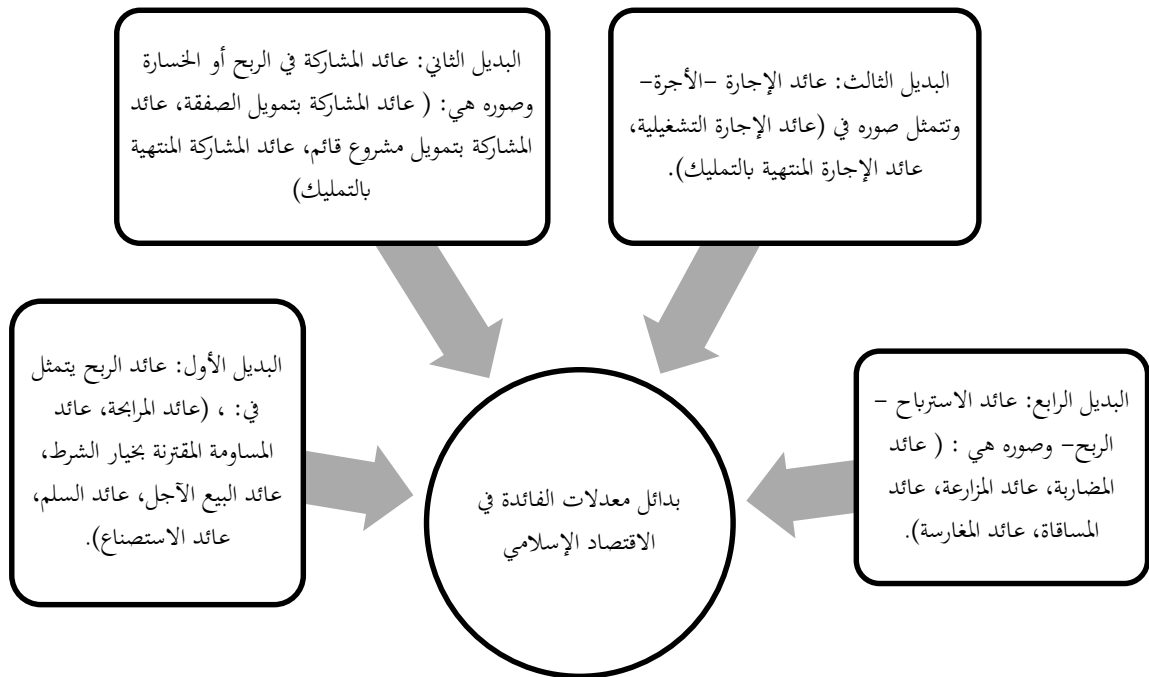 البديل الثاني: عائد المشاركة في الربح أو الخسارة
وصوره هي: ( عائد المشاركة بتمويل الصفقة، عائد
المشاركة بتمويل مشروع قائم، عائد المشاركة المنتهية
بالتمليك)
البديل الثالث: عائد الإجارة –الأجرة–
وتتمثل صوره في (عائد الإجارة التشغيلية،
عائد الإجارة المنتهية بالتمليك).
البديل الأول: عائد الربح يتمثل
في: ، (عائد المرابحة، عائد
المساومة المقترنة بخيار الشرط،
عائد البيع الآجل، عائد السلم،
عائد الاستصناع).
البديل الرابع: عائد الاسترباح –
الربح– وصوره هي : ( عائد
المضاربة، عائد المزارعة، عائد
المساقاة، عائد المغارسة).
بدائل معدلات الفائدة في
الاقتصاد الإسلامي